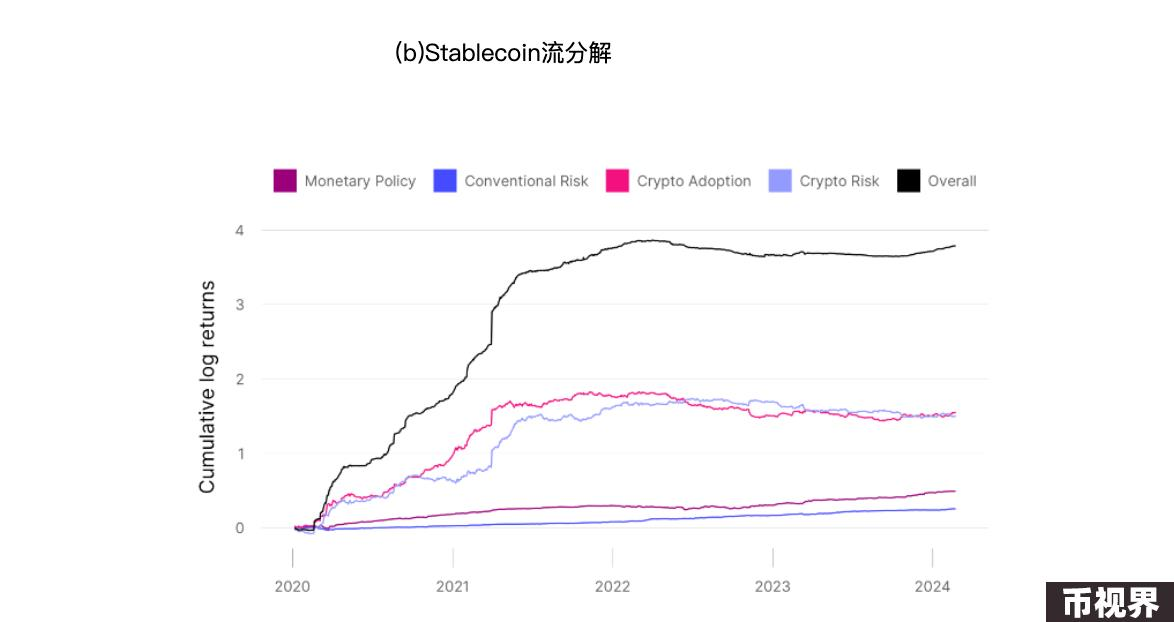 (b)Stablecoin流分解
Monetary Policy Conventional Risk Crypto Adoption Crypto Risk Overall
Cumulative log returns
4
3
2
1
0
2020 2021 2022 2023 2024
币视界